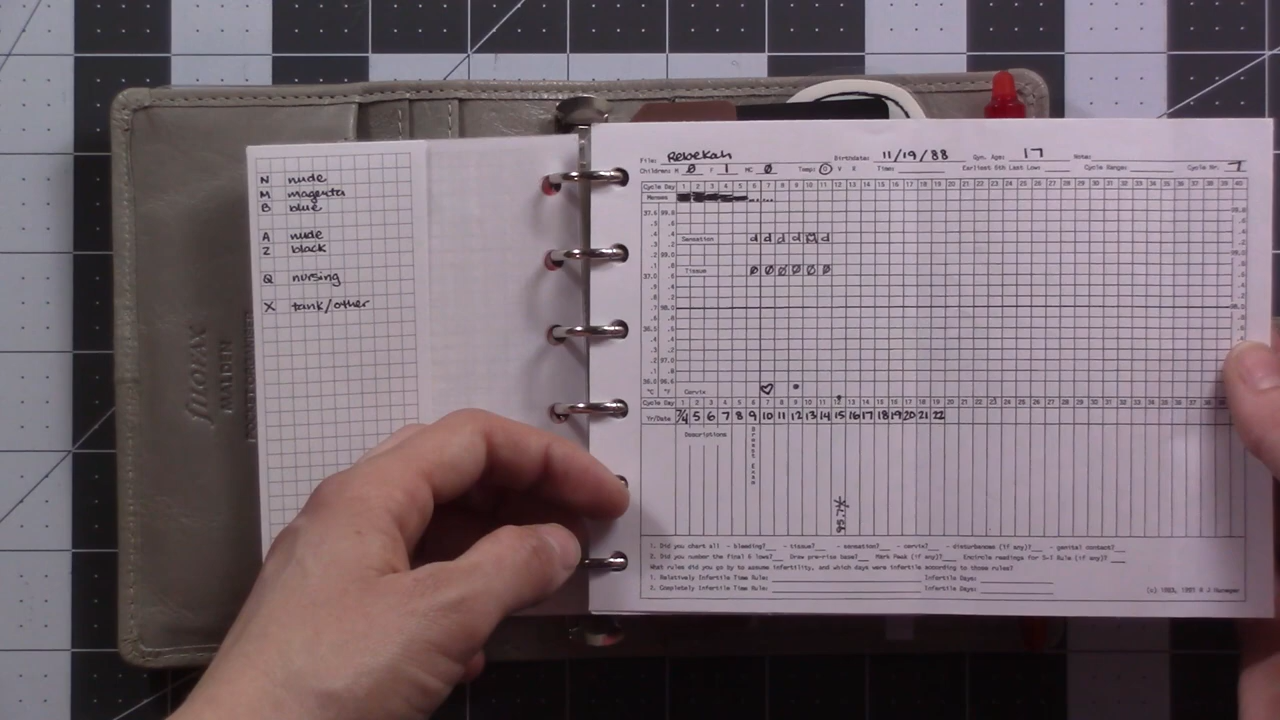 N nude
M magenta
B blue
A nude
Z black
Q nursing
X tank/other
filofax
MALDEN
File: Rebekah Birthdate: 11/19/88 Gyn. Age: 17 Notes:
Children: M Ø F 1 MC Ø Temp: O V R Time: Earliest 6th Last Low: Cycle Range: Cycle Nr. 7
Cycle Day 1 2 3 4 5 6 7 8 9 10 11 12 13 14 15 16 17 18 19 20 21 22 23 24 25 26 27 28 29 30 31 32 33 34 35 36 37 38 39 40
Menses
Sensation d d d d M d
Tissue Ø Ø Ø Ø Ø Ø
°C °F Cervix
Cycle Day 1 2 3 4 5 6 7 8 9 10 11 12 13 14 15 16 17 18 19 20 21 22 23 24 25 26 27 28 29 30 31 32 33 34 35 36 37 38
Yr/Date 7/4 5 6 7 8 9 10 11 12 13 14 15 16 17 18 19 20 21 22
Descriptions
Breast Exam
1. Did you chart all - bleeding? - tissue? - sensation? - cervix? - disturbances (if any)? - genital contact?
2. Did you number the final 6 lows? Draw pre-rise base? Mark Peak (if any)? Encircle readings for S-T Rule (if any)?
What rules did you go by to assume infertility, and which days were infertile according to those rules?
1. Relatively Infertile Time Rule: Infertile Days:
2. Completely Infertile Time Rule: Infertile Days: